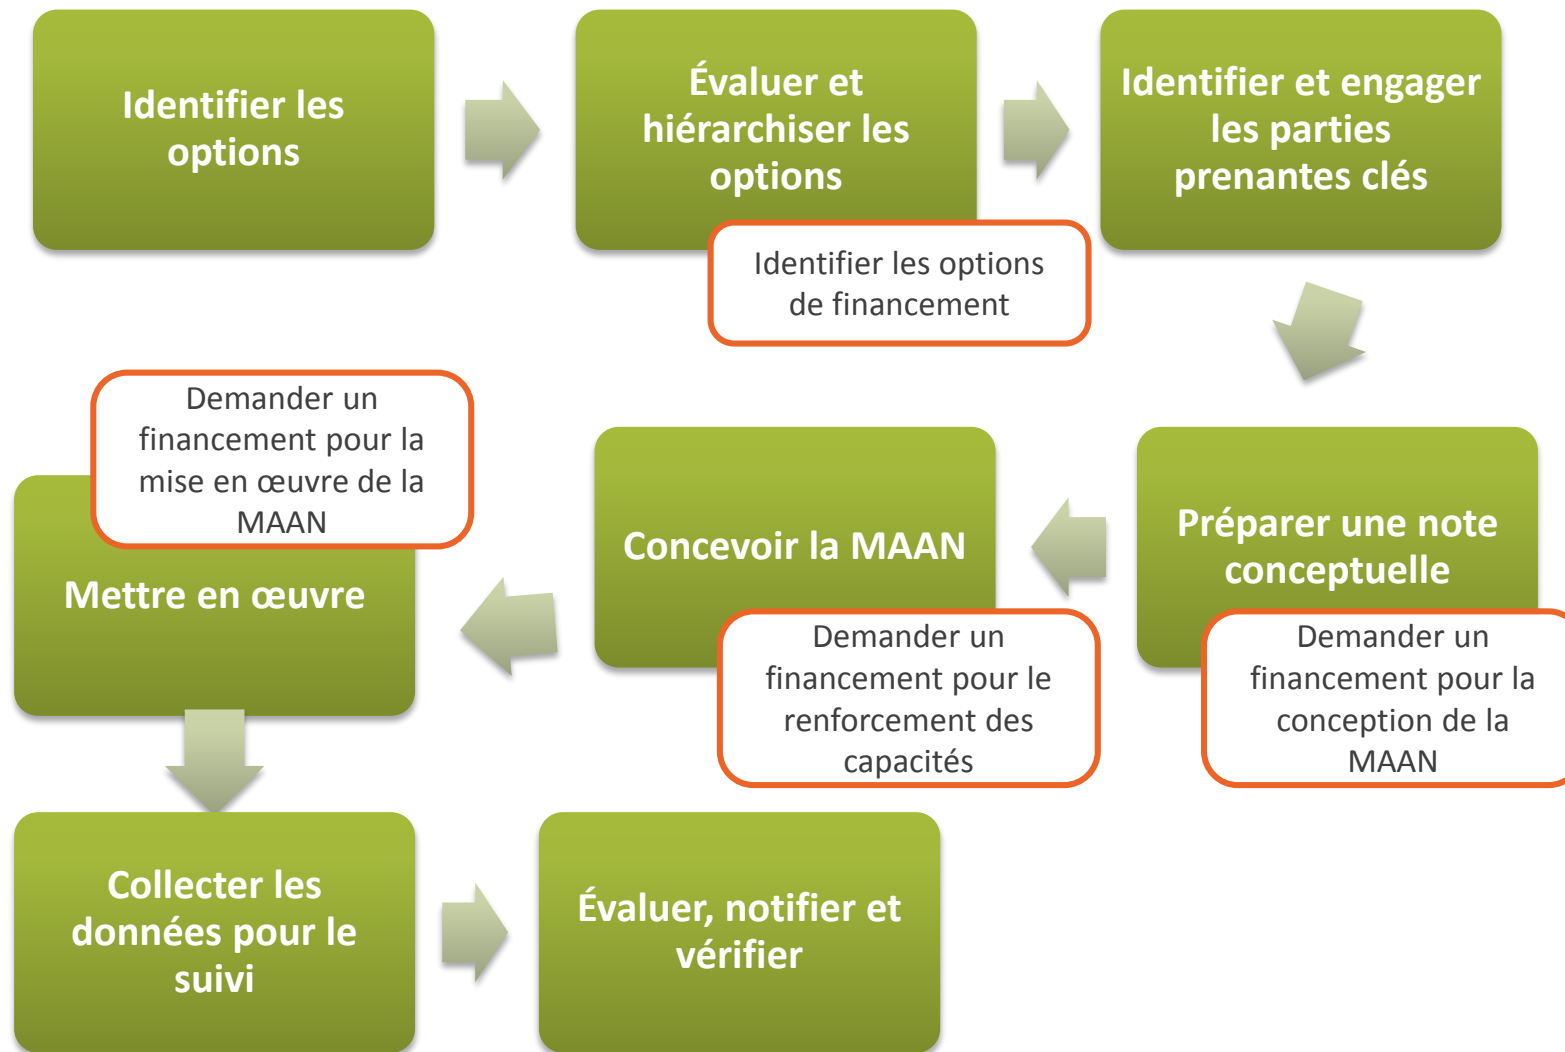 Identifier les
options
Évaluer et
hiérarchiser les
options
Identifier les options
de financement
Identifier et engager
les parties
prenantes clés
Préparer une note
conceptuelle
Demander un
financement pour la
conception de la
MAAN
Concevoir la MAAN
Demander un
financement pour le
renforcement des
capacités
Demander un
financement pour la
mise en œuvre de la
MAAN
Mettre en œuvre
Collecter les
données pour le
suivi
Évaluer, notifier et
vérifier